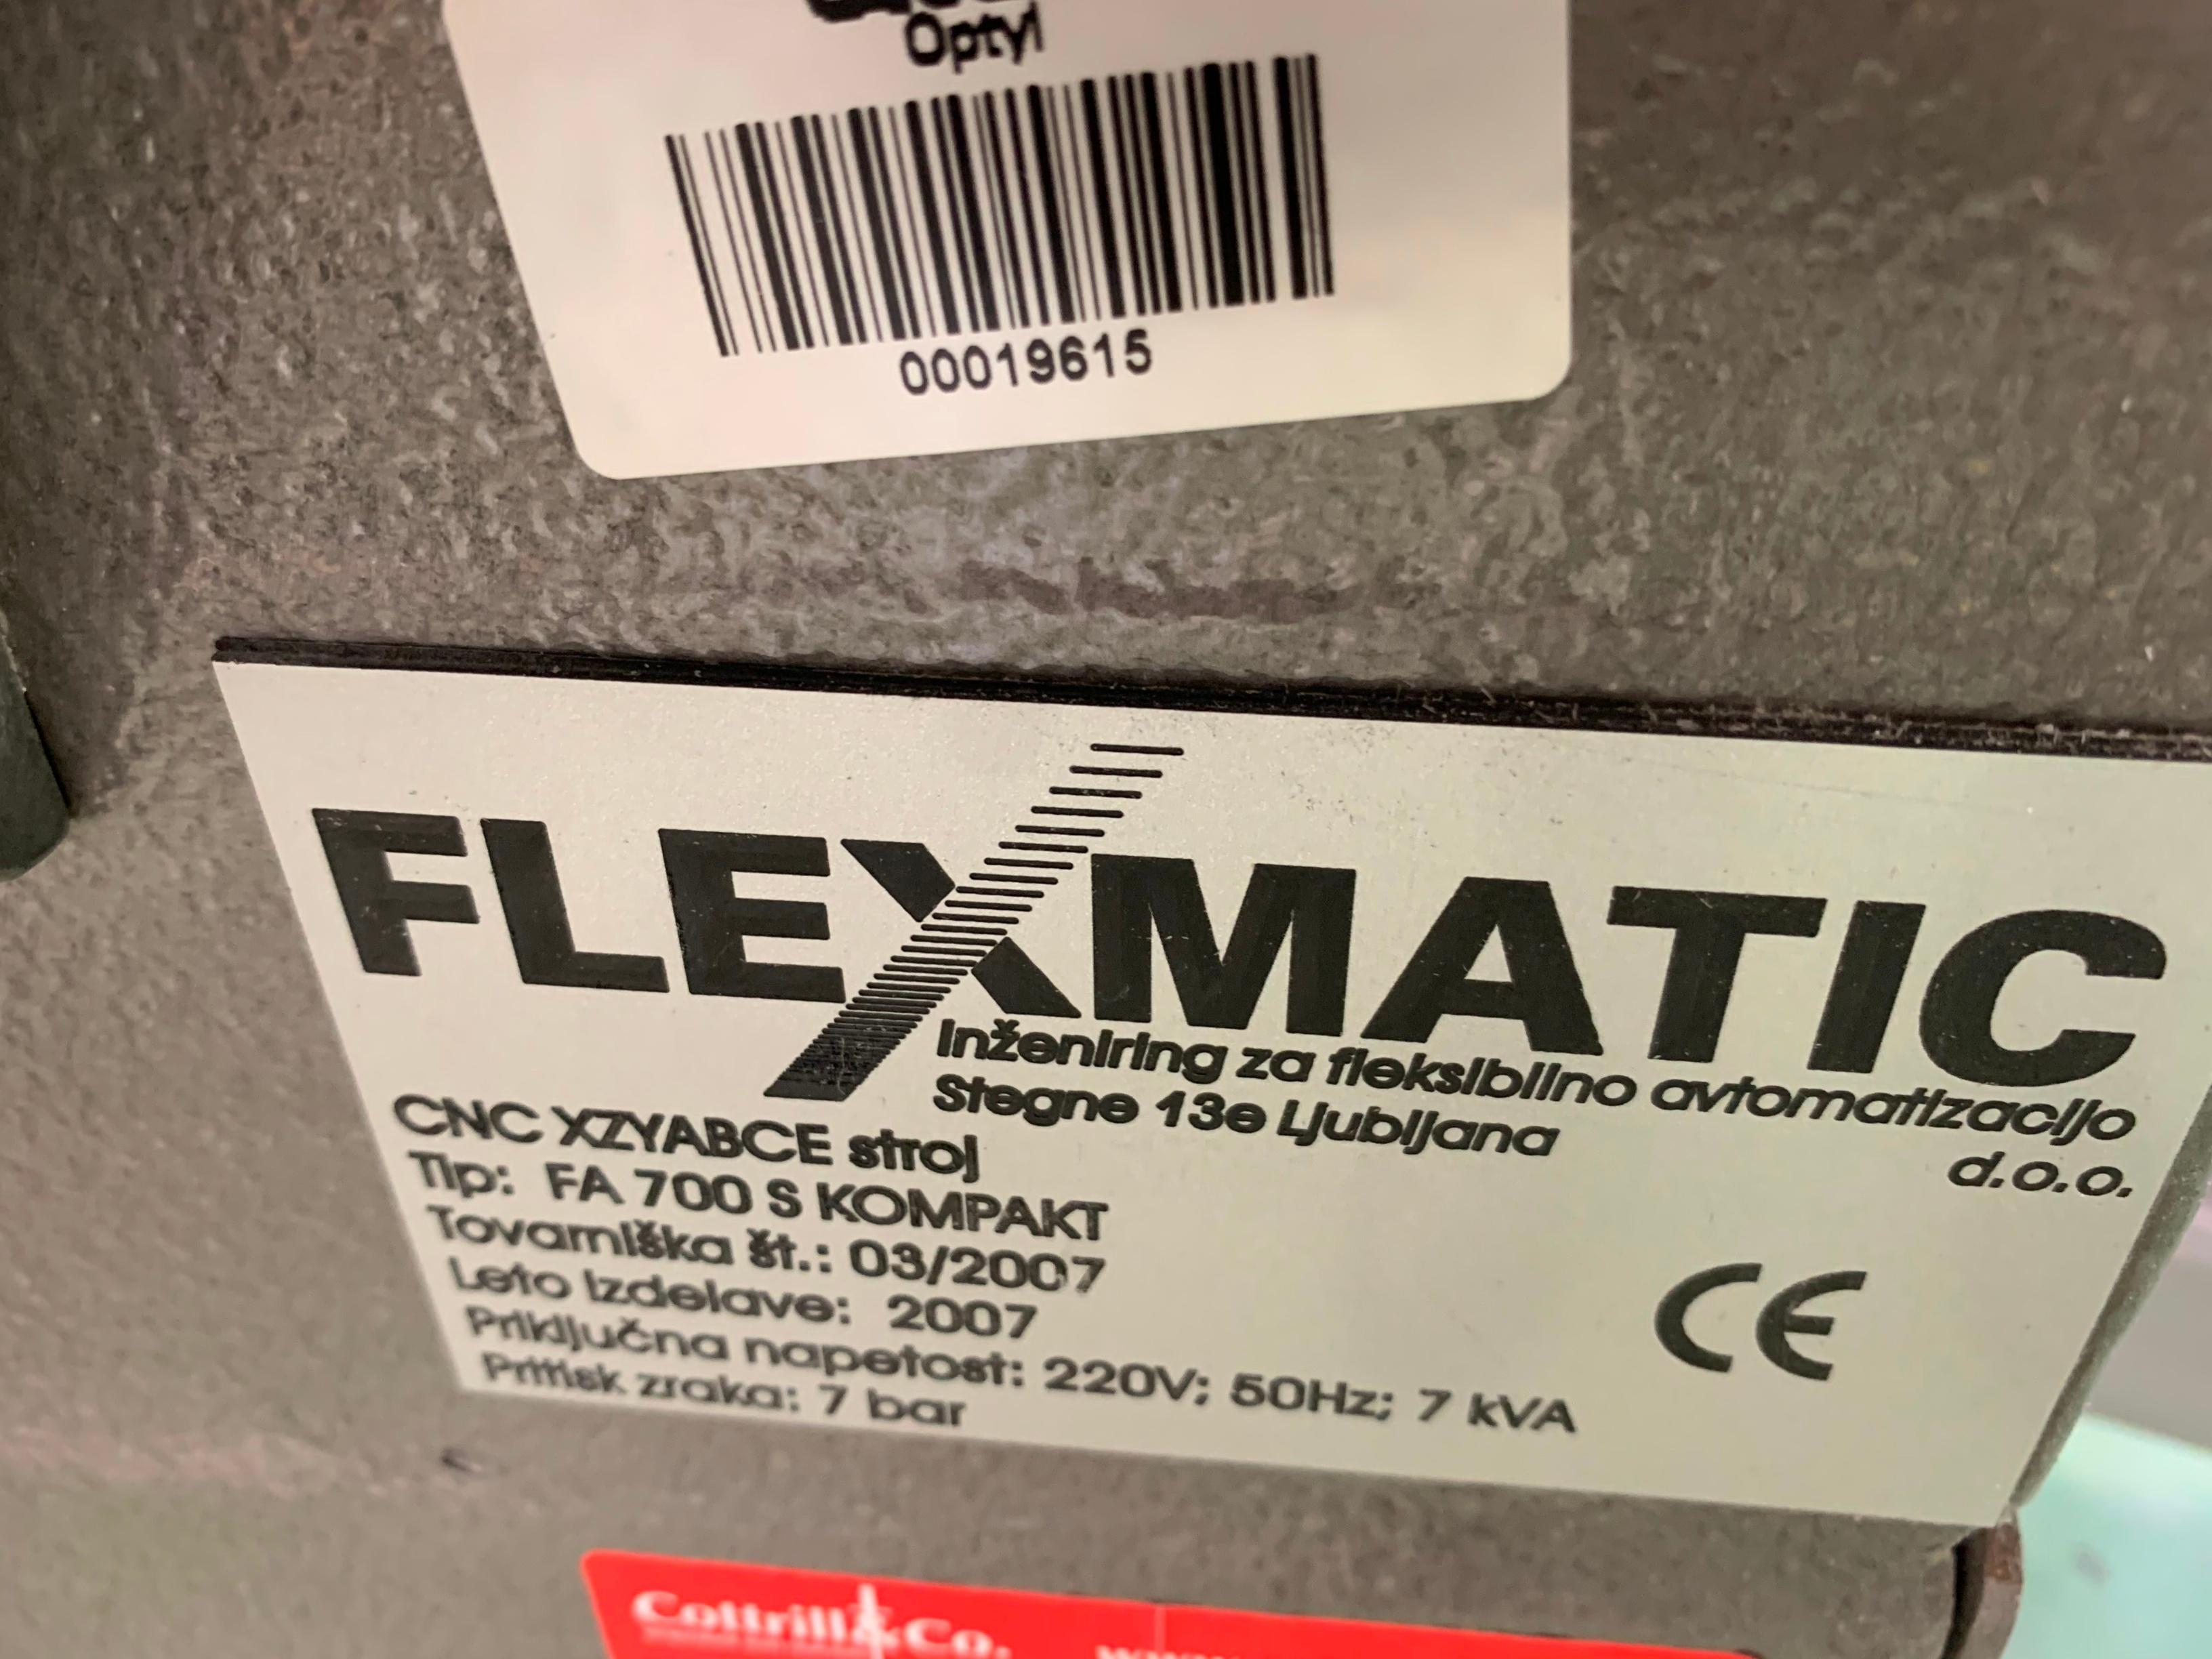 Optyl
00019615
FLEXMATIC
Inženiring za fleksibilno avtomatizacijo
Stegne 13e Ljubljana
d.o.o.
CNC XZYABCE stroj
Tip: FA 700 S KOMPAKT
Tovarniška št.: 03/2007
Leto izdelave: 2007
Priključna napetost: 220V; 50Hz; 7 kVA
Pritisk zraka: 7 bar
CE
Cottrill&Co.